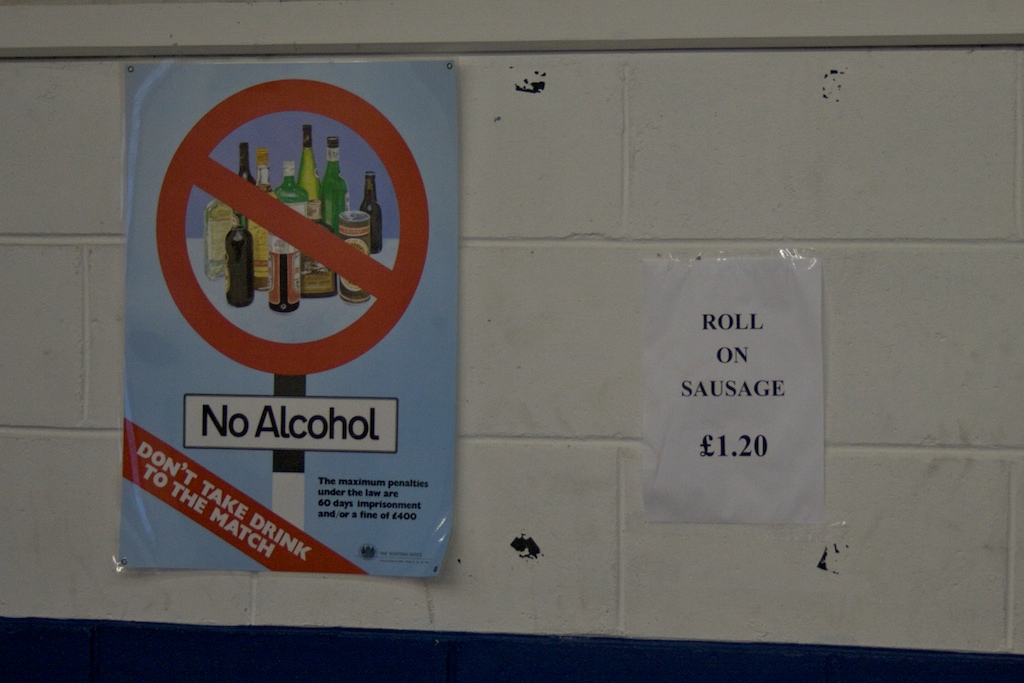 No Alcohol
DON'T TAKE DRINK
TO THE MATCH
The maximum penalties
under the law are
60 days imprisonment
and/or a fine of £400
ROLL
ON
SAUSAGE
£1.20